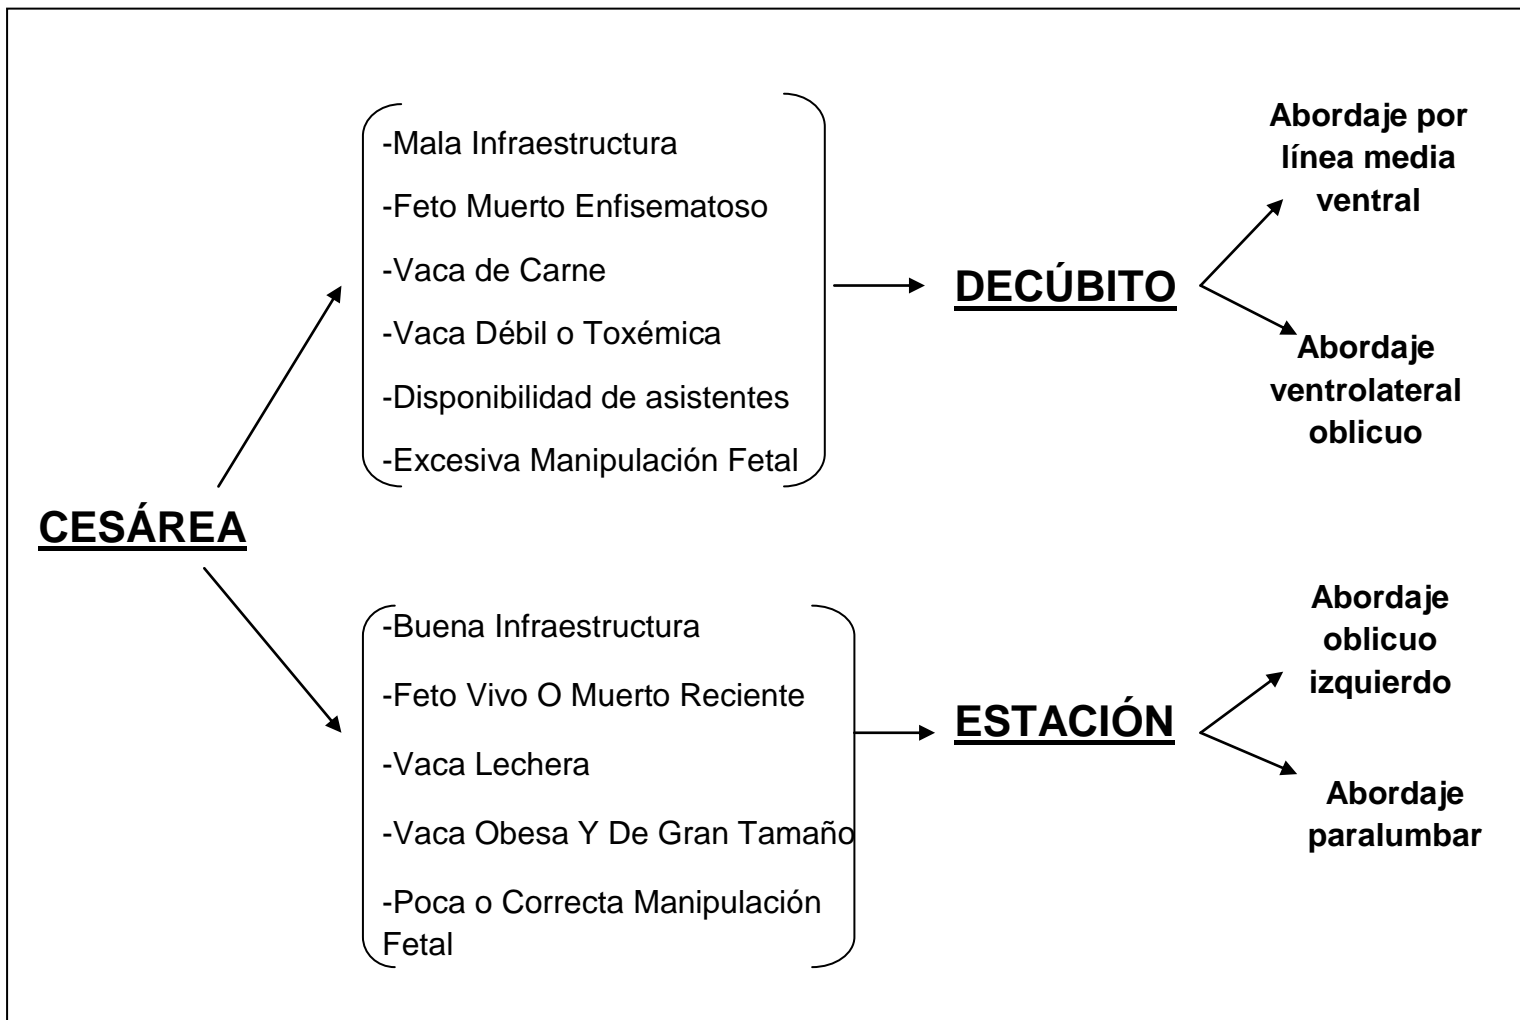 CESÁREA
-Mala Infraestructura
-Feto Muerto Enfisematoso
-Vaca de Carne
-Vaca Débil o Toxémica
-Disponibilidad de asistentes
-Excesiva Manipulación Fetal
DECÚBITO
Abordaje por
línea media
ventral
Abordaje
ventrolateral
oblicuo
-Buena Infraestructura
-Feto Vivo O Muerto Reciente
-Vaca Lechera
-Vaca Obesa Y De Gran Tamaño
-Poca o Correcta Manipulación
Fetal
ESTACIÓN
Abordaje
oblicuo
izquierdo
Abordaje
paralumbar